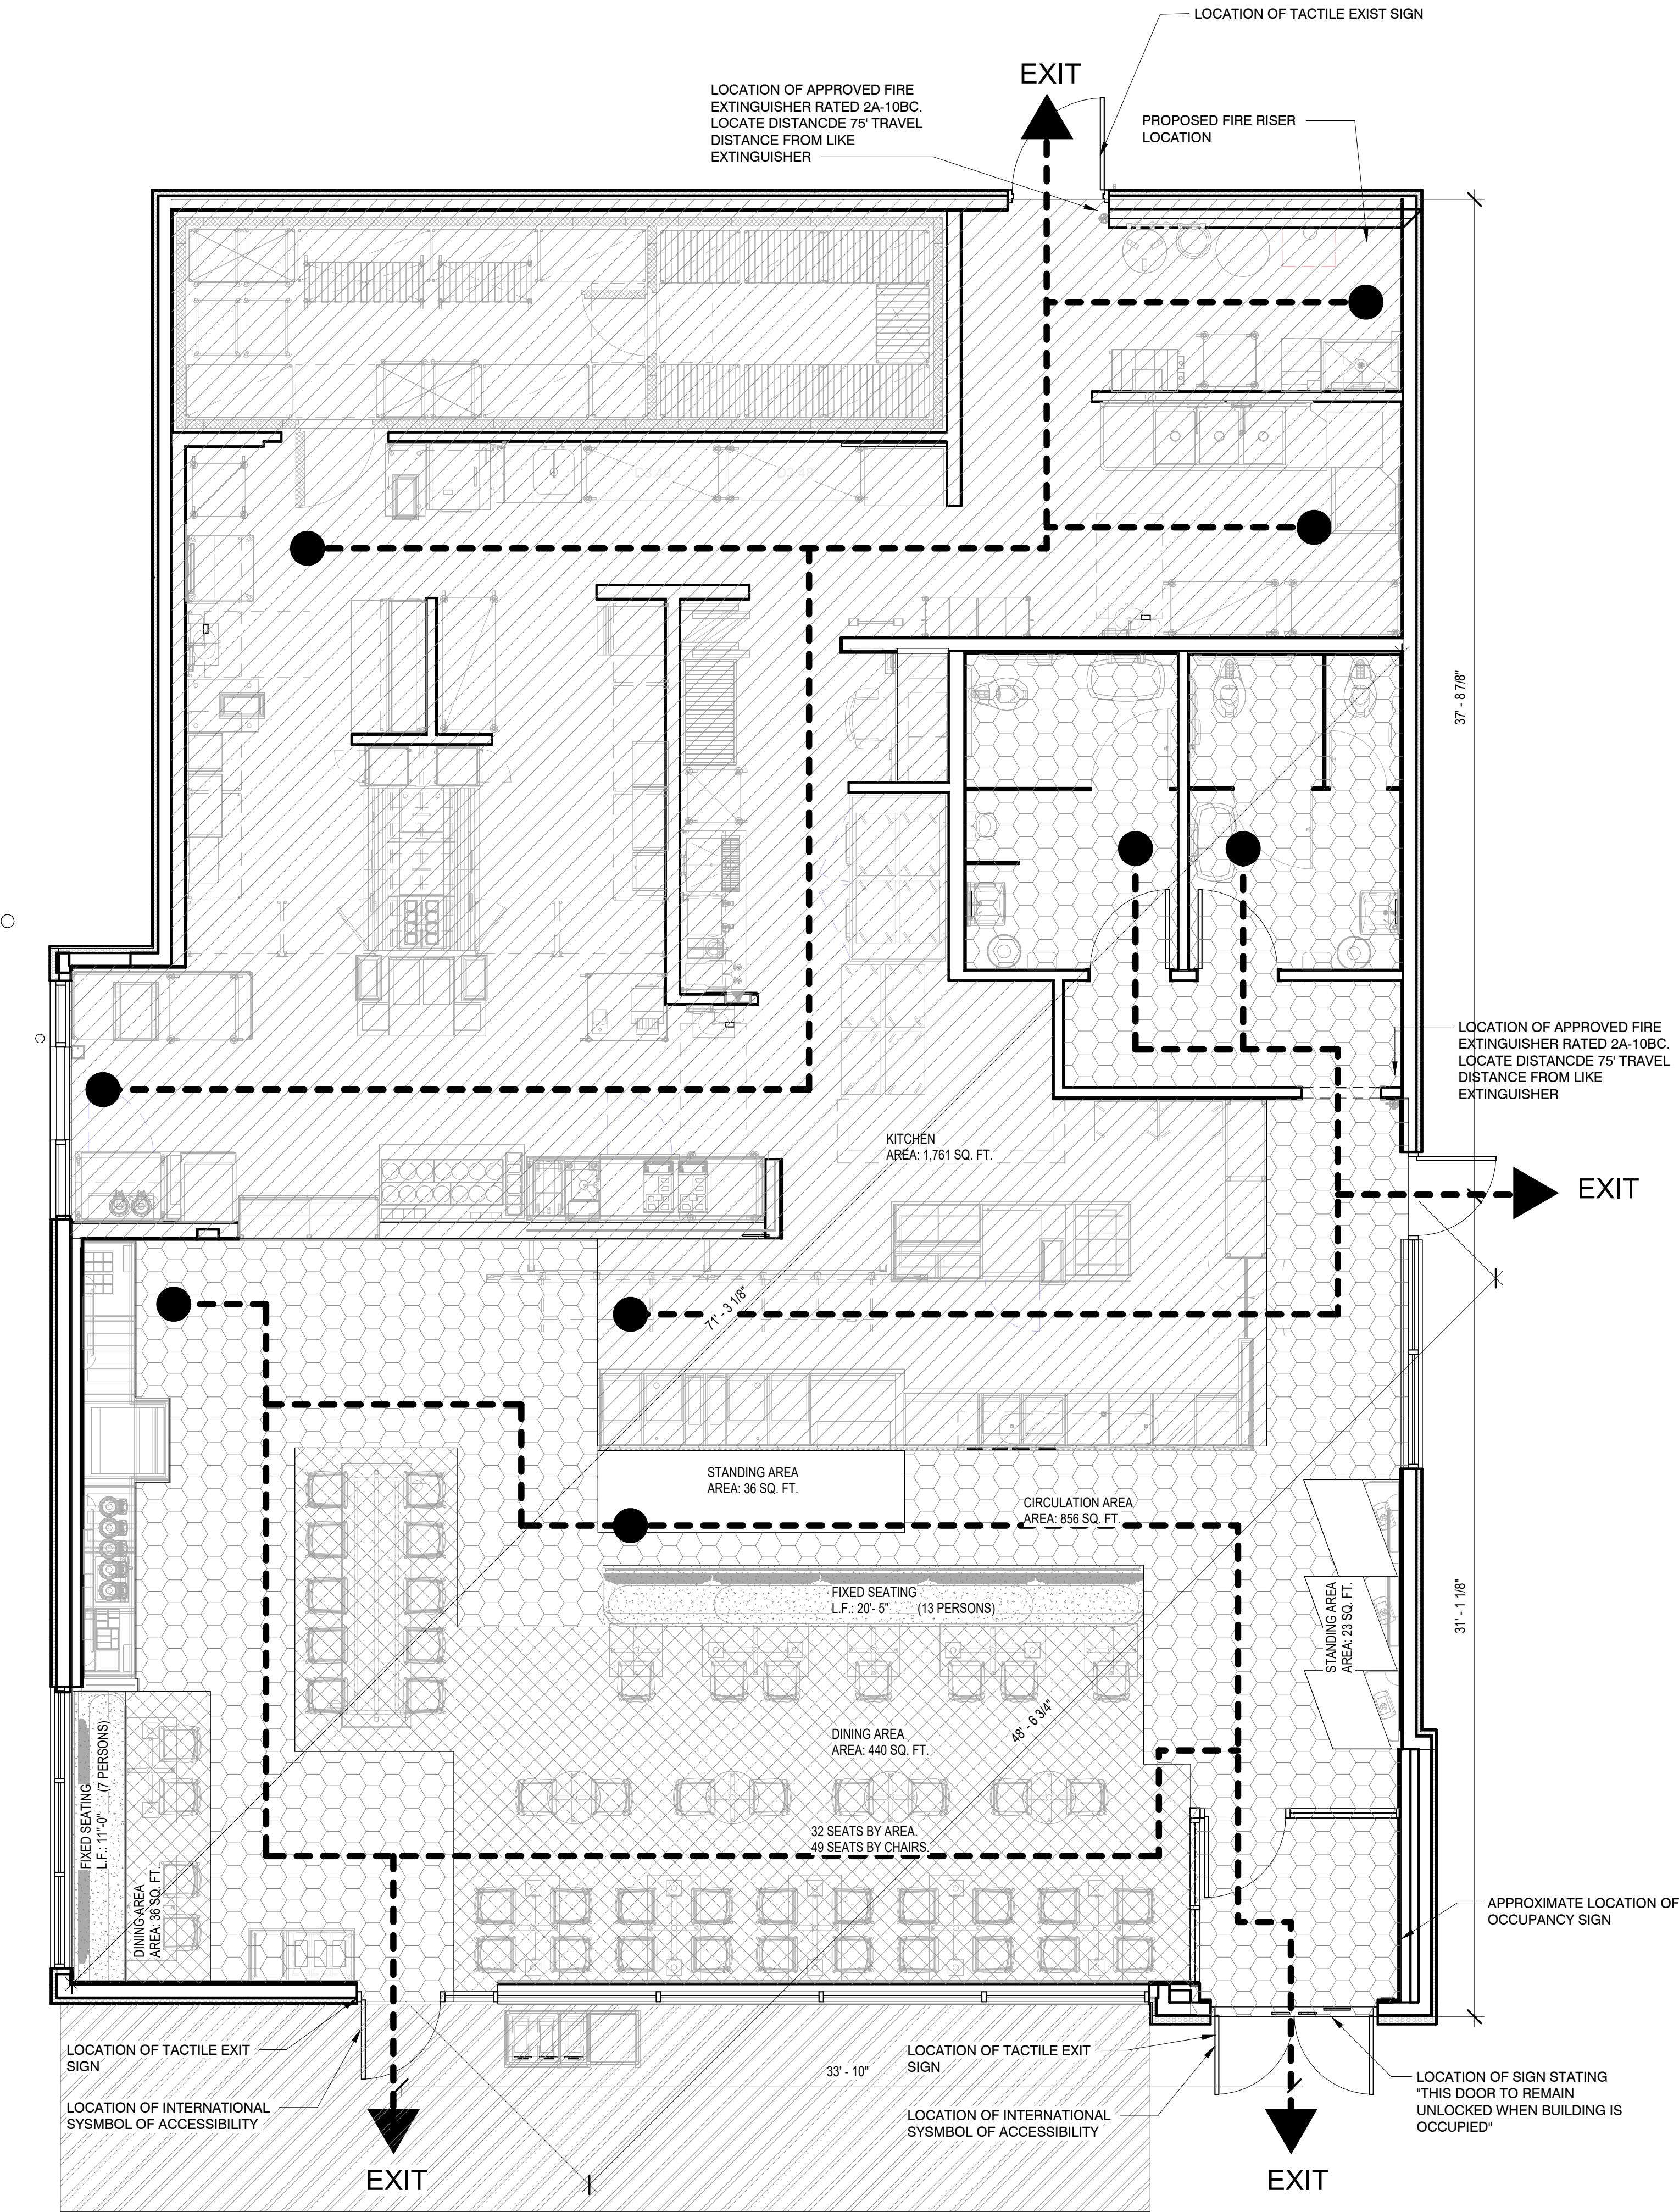 LOCATION OF TACTILE EXIST SIGN
EXIT
LOCATION OF APPROVED FIRE
EXTINGUISHER RATED 2A-10BC.
LOCATE DISTANCDE 75' TRAVEL
DISTANCE FROM LIKE
EXTINGUISHER
PROPOSED FIRE RISER
LOCATION
D3.48
D3.48
37' - 8 7/8"
LOCATION OF APPROVED FIRE
EXTINGUISHER RATED 2A-10BC.
LOCATE DISTANCDE 75' TRAVEL
DISTANCE FROM LIKE
EXTINGUISHER
KITCHEN
AREA: 1,761 SQ. FT.
EXIT
71' - 3 1/8"
STANDING AREA
AREA: 36 SQ. FT.
CIRCULATION AREA
AREA: 856 SQ. FT.
FIXED SEATING
L.F.: 20'- 5" (13 PERSONS)
STANDING AREA
AREA: 23 SQ. FT.
31' - 1 1/8"
48' - 6 3/4"
DINING AREA
AREA: 440 SQ. FT.
FIXED SEATING
L.F.: 11"-0" (7 PERSONS)
32 SEATS BY AREA.
49 SEATS BY CHAIRS.
DINING AREA
AREA: 36 SQ. FT.
APPROXIMATE LOCATION OF
OCCUPANCY SIGN
LOCATION OF TACTILE EXIT
SIGN
LOCATION OF INTERNATIONAL
SYSMBOL OF ACCESSIBILITY
33' - 10"
LOCATION OF TACTILE EXIT
SIGN
LOCATION OF INTERNATIONAL
SYSMBOL OF ACCESSIBILITY
LOCATION OF SIGN STATING
"THIS DOOR TO REMAIN
UNLOCKED WHEN BUILDING IS
OCCUPIED"
EXIT
EXIT